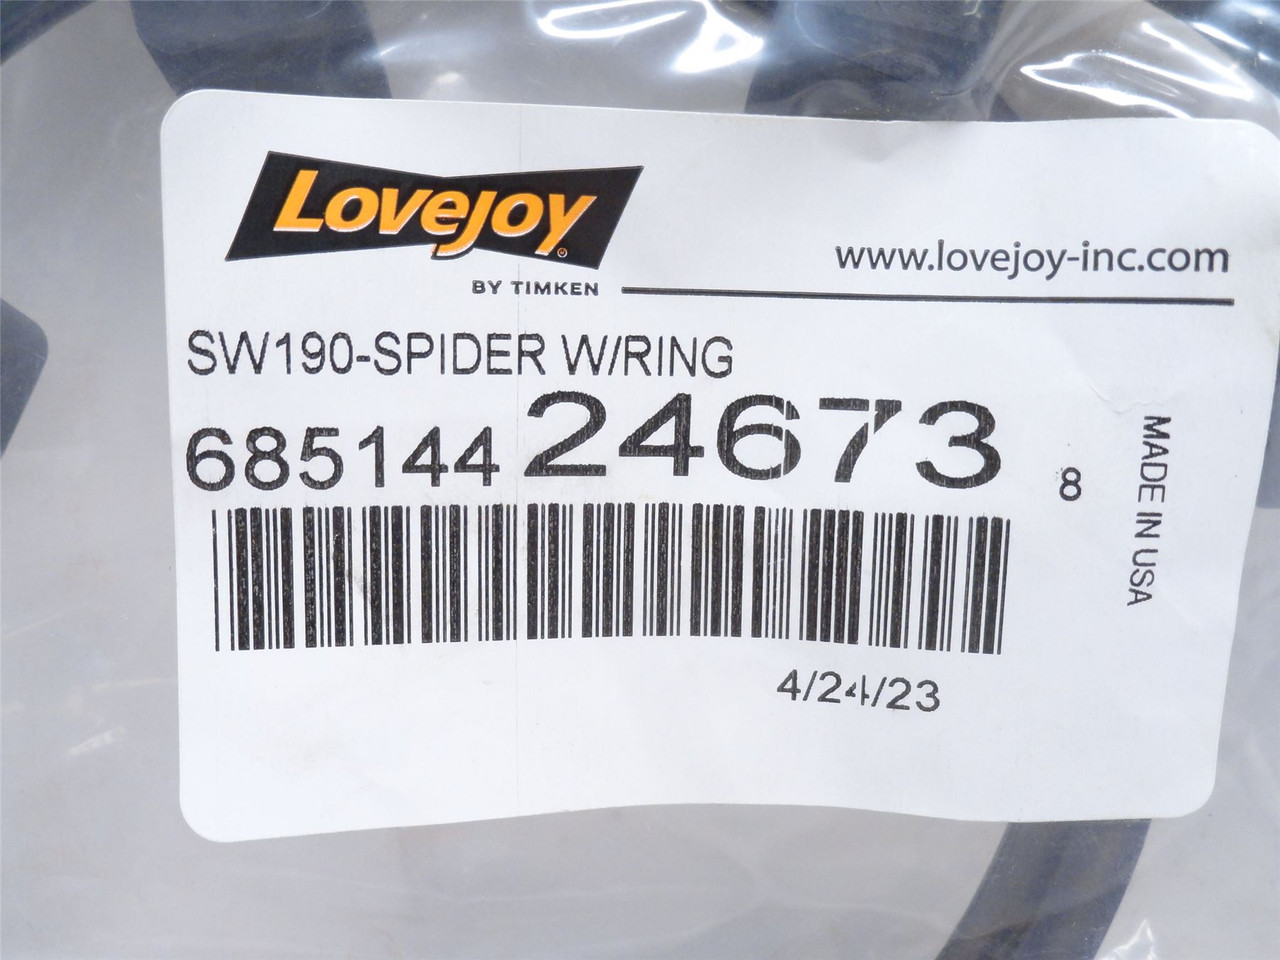 Lovejoy
BY TIMKEN
www.lovejoy-inc.com
SW190-SPIDER W/RING
685144 24673 8
MADE IN USA
4/24/23